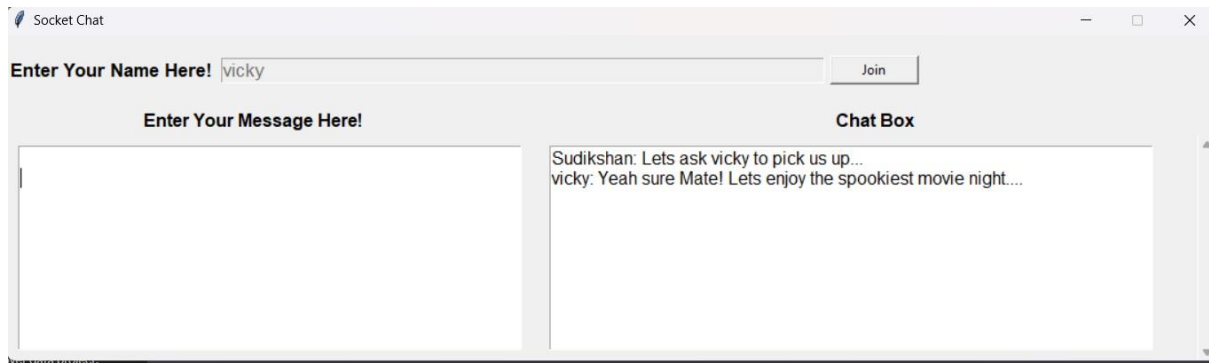 Socket Chat
Enter Your Name Here! vicky Join
Enter Your Message Here! Chat Box
Sudikshan: Lets ask vicky to pick us up...
vicky: Yeah sure Mate! Lets enjoy the spookiest movie night....